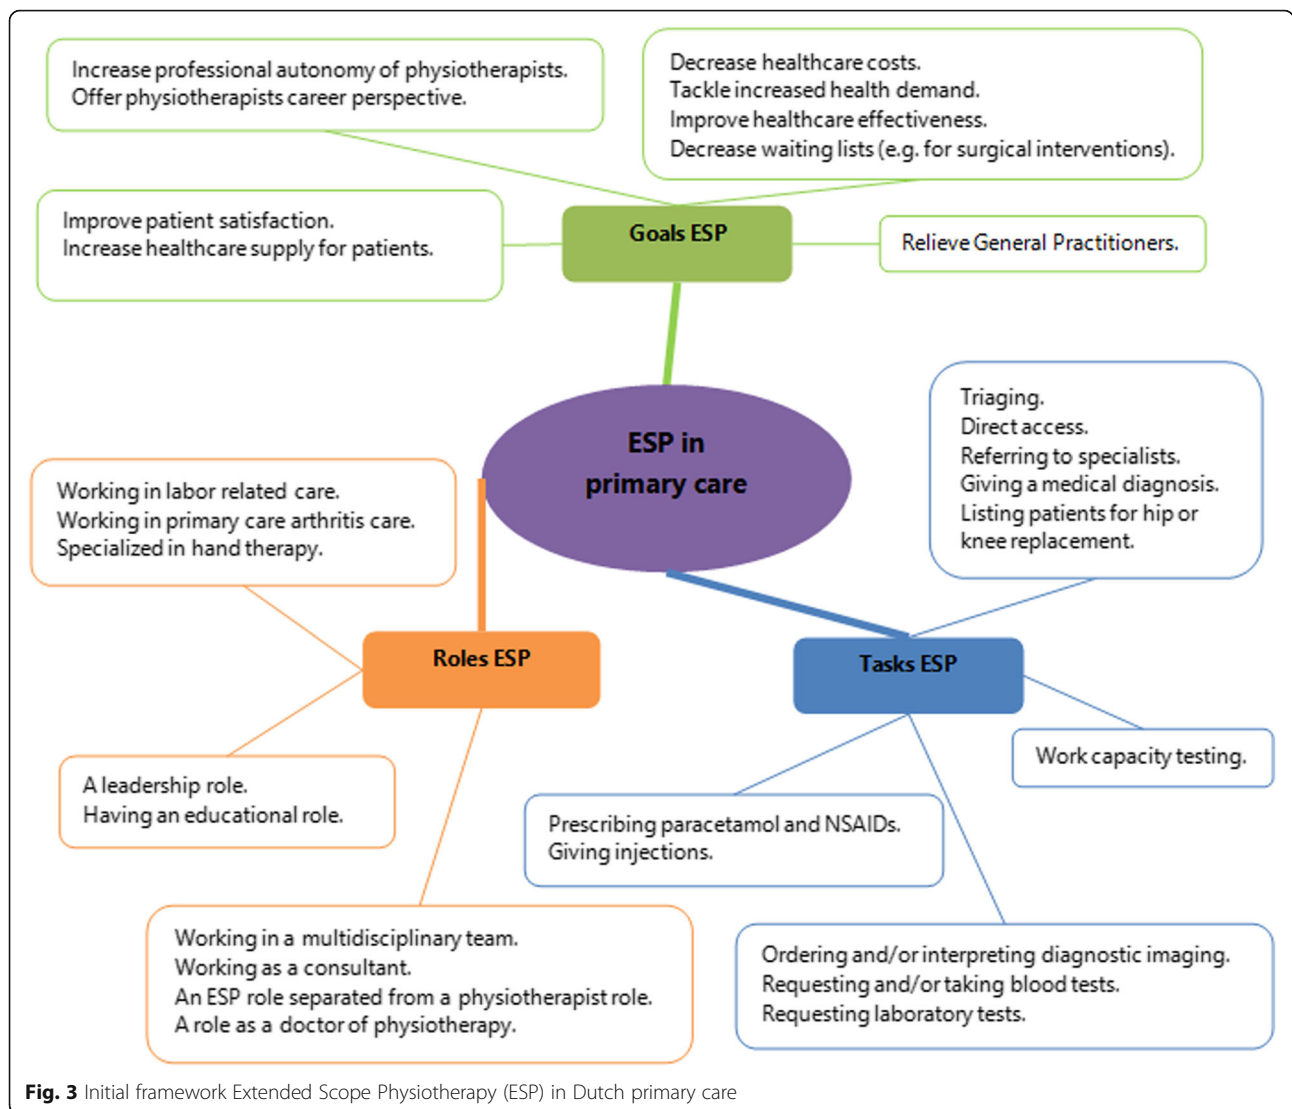 Increase professional autonomy of physiotherapists.
Offer physiotherapists career perspective.
Decrease healthcare costs.
Tackle increased health demand.
Improve healthcare effectiveness.
Decrease waiting lists (e.g. for surgical interventions).
Improve patient satisfaction.
Increase healthcare supply for patients.
Goals ESP
Relieve General Practitioners.
ESP in
primary care
Triaging.
Direct access.
Referring to specialists.
Giving a medical diagnosis.
Listing patients for hip or
knee replacement.
Working in labor related care.
Working in primary care arthritis care.
Specialized in hand therapy.
Roles ESP
Tasks ESP
A leadership role.
Having an educational role.
Work capacity testing.
Prescribing paracetamol and NSAIDs.
Giving injections.
Working in a multidisciplinary team.
Working as a consultant.
An ESP role separated from a physiotherapist role.
A role as a doctor of physiotherapy.
Ordering and/or interpreting diagnostic imaging.
Requesting and/or taking blood tests.
Requesting laboratory tests.
Fig. 3 Initial framework Extended Scope Physiotherapy (ESP) in Dutch primary care